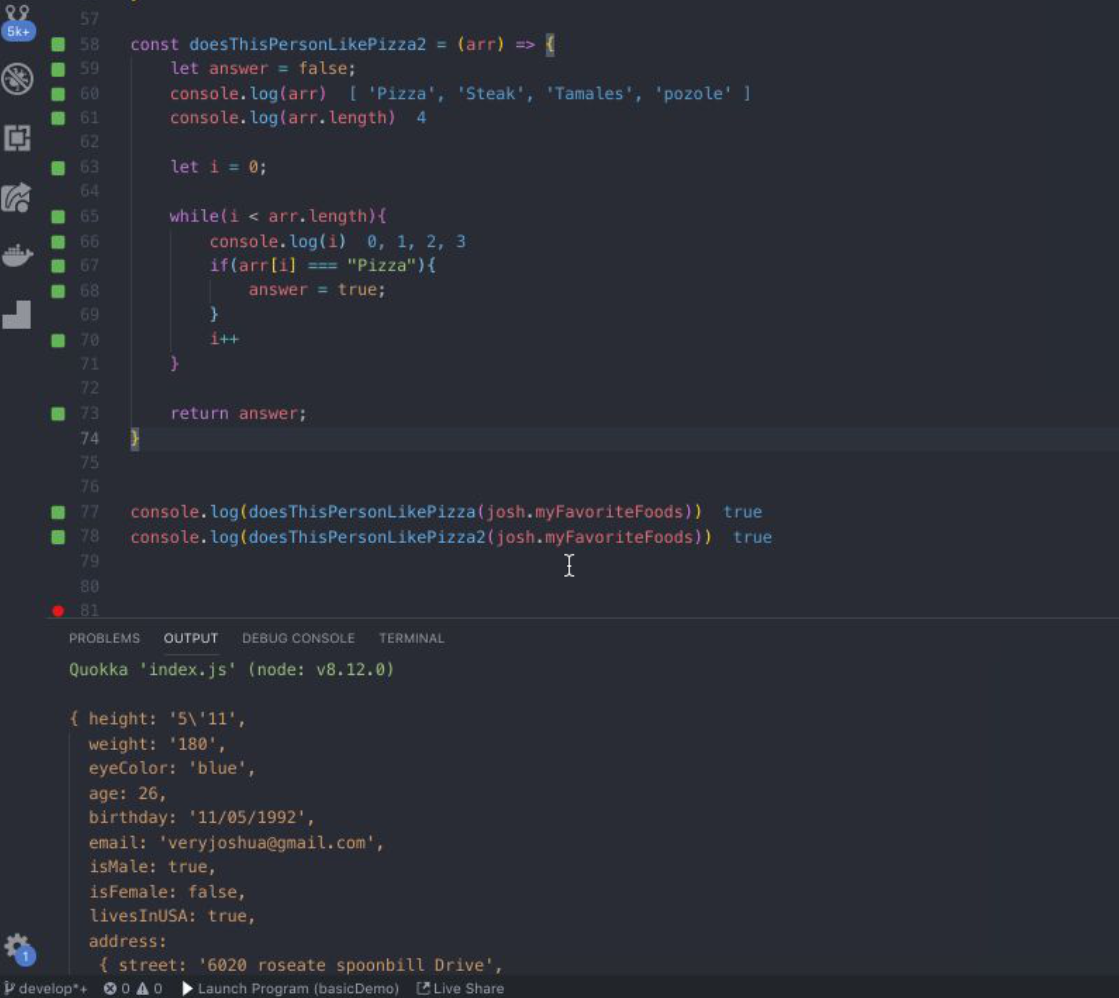 5k+
57
58 const doesThisPersonLikePizza2 = (arr) => {
59 let answer = false;
60 console.log(arr) [ 'Pizza', 'Steak', 'Tamales', 'pozole' ]
61 console.log(arr.length) 4
62
63 let i = 0;
64
65 while(i < arr.length){
66 console.log(i) 0, 1, 2, 3
67 if(arr[i] === "Pizza"){
68 answer = true;
69 }
70 i++
71 }
72
73 return answer;
74 }
75
76
77 console.log(doesThisPersonLikePizza(josh.myFavoriteFoods)) true
78 console.log(doesThisPersonLikePizza2(josh.myFavoriteFoods)) true
79
80
81
PROBLEMS OUTPUT DEBUG CONSOLE TERMINAL
Quokka 'index.js' (node: v8.12.0)
{ height: '5\'11',
weight: '180',
eyeColor: 'blue',
age: 26,
birthday: '11/05/1992',
email: 'veryjoshua@gmail.com',
isMale: true,
isFemale: false,
livesInUSA: true,
address:
{ street: '6020 roseate spoonbill Drive',
1
develop*+ 0 0 Launch Program (basicDemo) Live Share